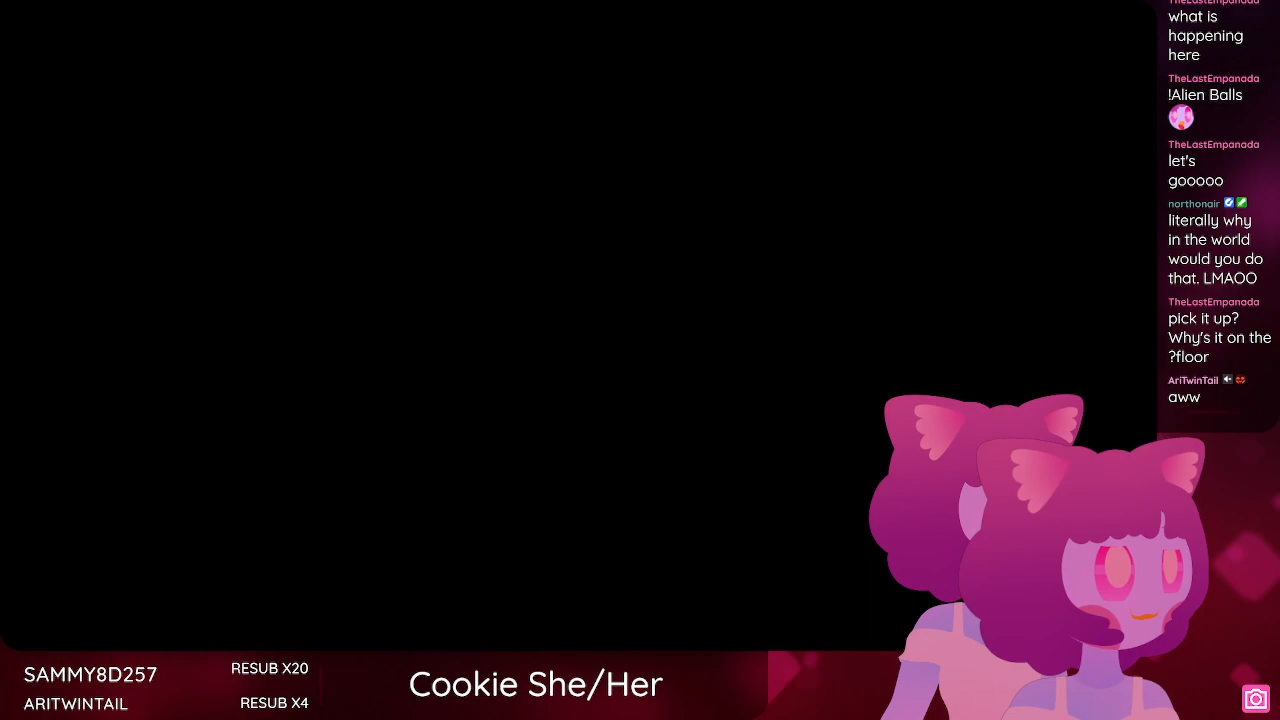 TheLastEmpanada
what is
happening
here
TheLastEmpanada
!Alien Balls
TheLastEmpanada
let's
gooooo
northonair
literally why
in the world
would you do
that. LMAOO
TheLastEmpanada
pick it up?
Why's it on the
?floor
AriTwinTail
aww
SAMMY8D257 RESUB X20
ARITWINTAIL RESUB X4
Cookie She/Her